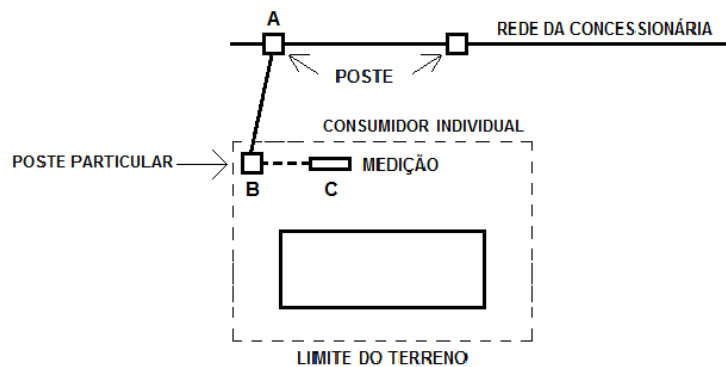 A
REDE DA CONCESSIONÁRIA
POSTE
CONSUMIDOR INDIVIDUAL
POSTE PARTICULAR
MEDIÇÃO
B
C
LIMITE DO TERRENO